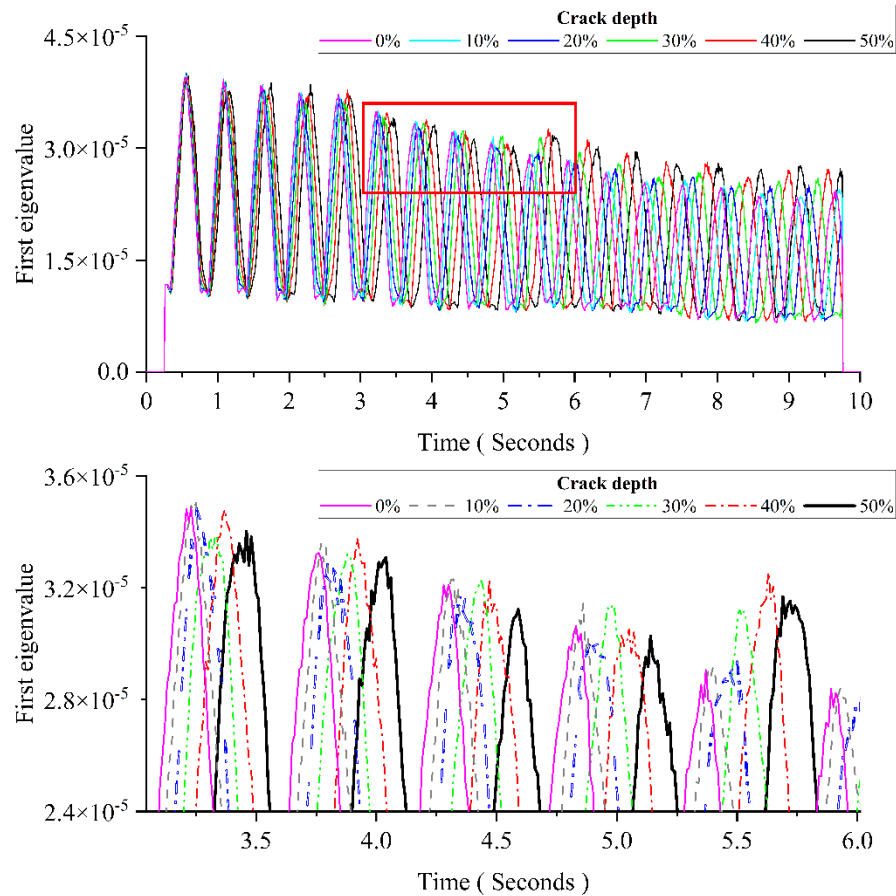 Crack depth
0% 10% 20% 30% 40% 50%
4.5×10⁻⁵
3.0×10⁻⁵
1.5×10⁻⁵
0.0
First eigenvalue
0 1 2 3 4 5 6 7 8 9 10
Time ( Seconds )
Crack depth
0% 10% 20% 30% 40% 50%
3.6×10⁻⁵
3.2×10⁻⁵
2.8×10⁻⁵
2.4×10⁻⁵
First eigenvalue
3.5 4.0 4.5 5.0 5.5 6.0
Time ( Seconds )